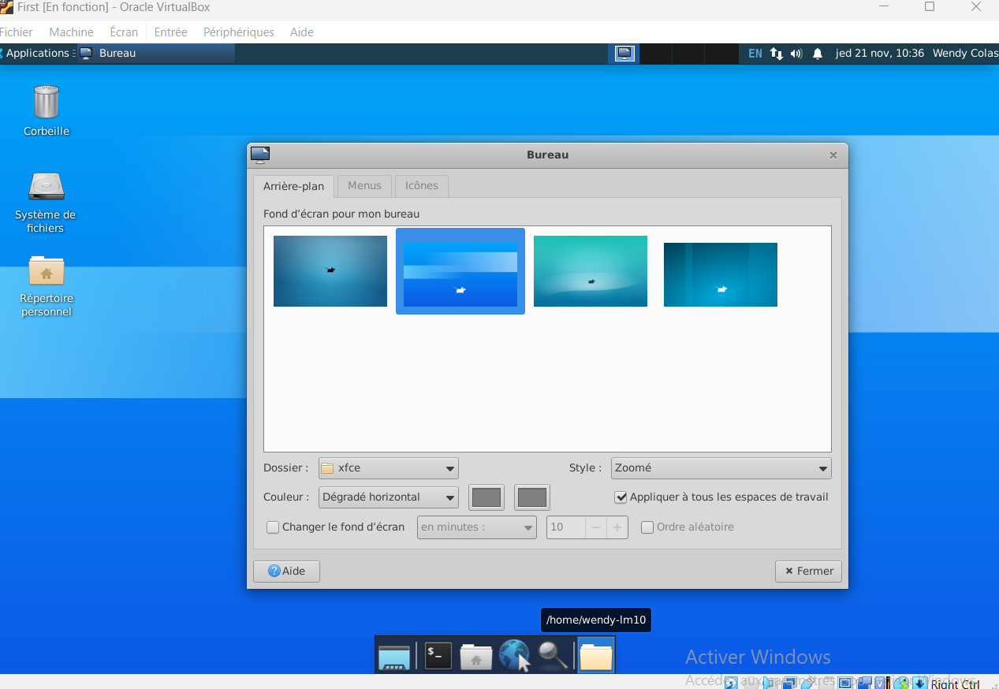 First [En fonction] - Oracle VirtualBox
Fichier Machine Écran Entrée Périphériques Aide
Applications Bureau EN jed 21 nov, 10:36 Wendy Colas
Corbeille
Système de
fichiers
Répertoire
personnel
Bureau
Arrière-plan Menus Icônes
Fond d’écran pour mon bureau
Dossier : xfce Style : Zoomé
Couleur : Dégradé horizontal Appliquer à tous les espaces de travail
Changer le fond d’écran en minutes : 10 Ordre aléatoire
Aide Fermer
/home/wendy-lm10
$_
Activer Windows
Accédez aux paramètres pour activer Windows.
Right Ctrl